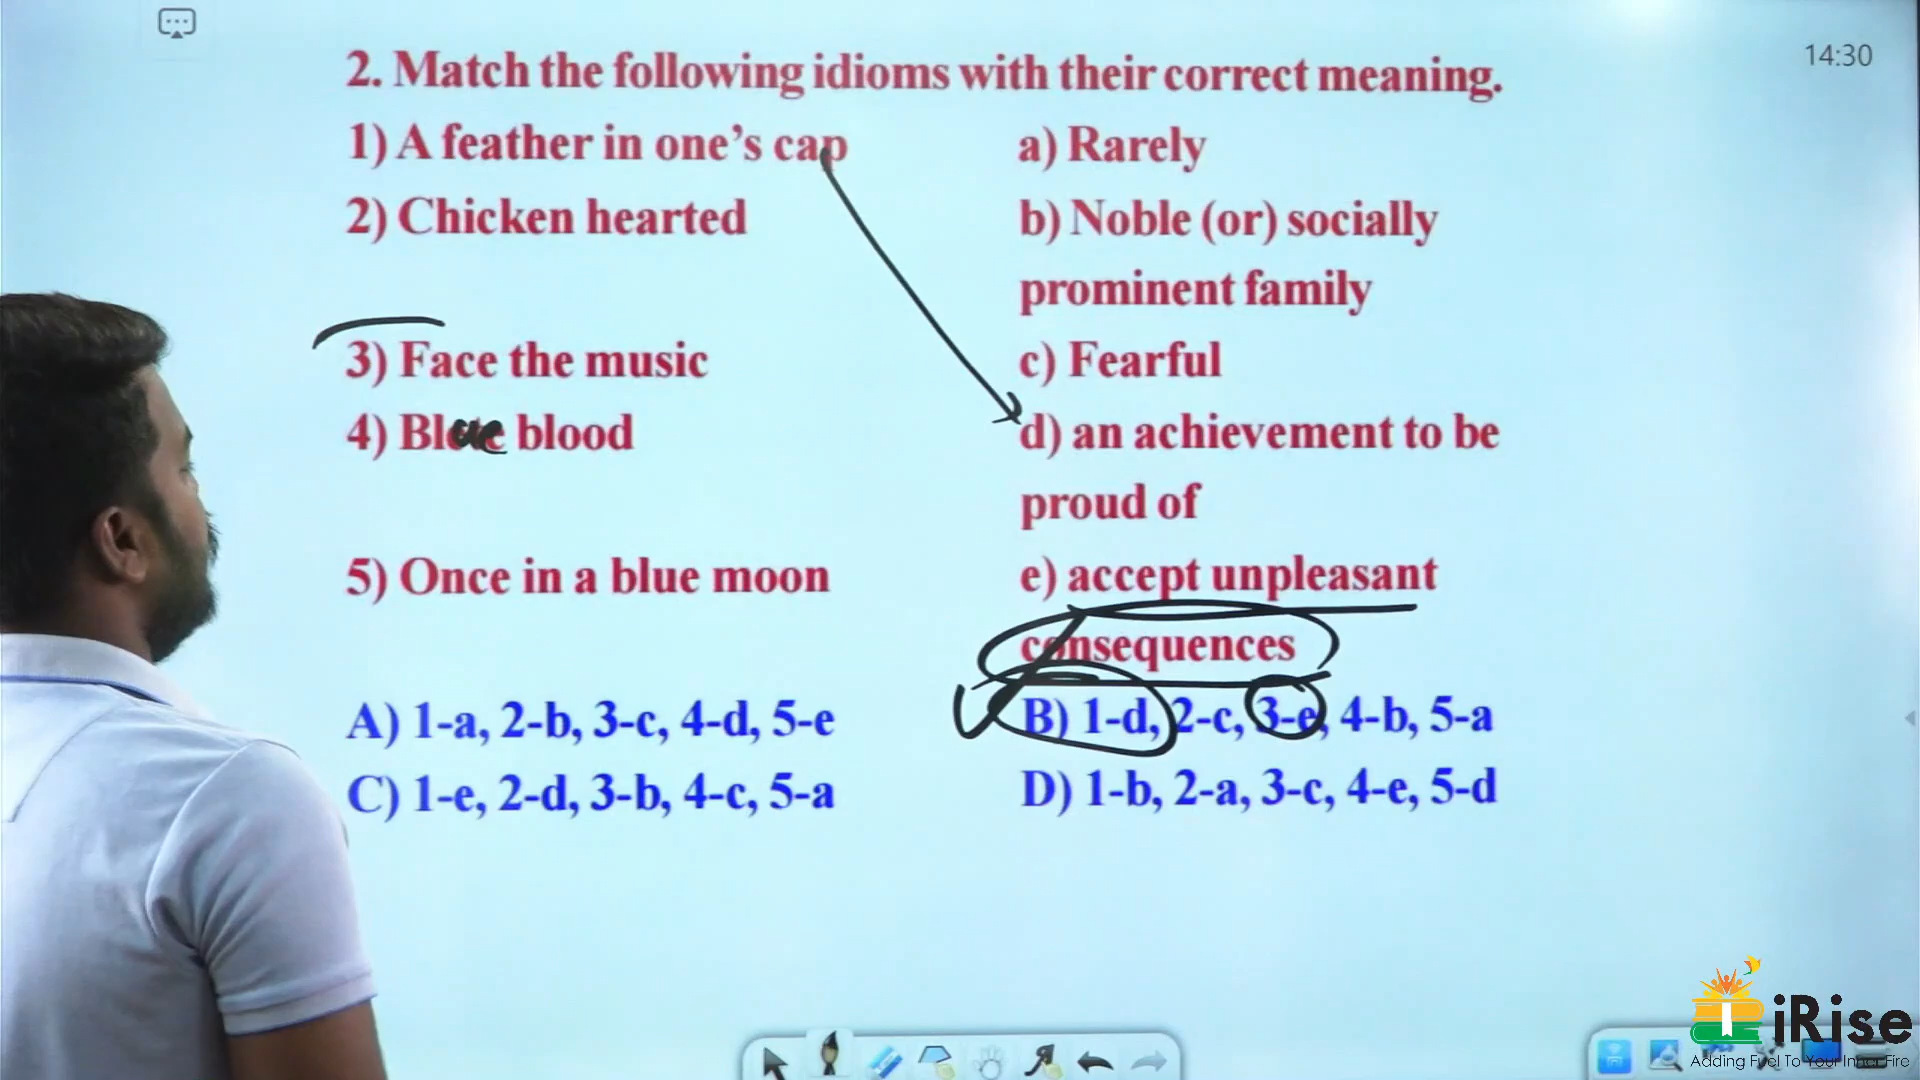 14:30
2. Match the following idioms with their correct meaning.
1) A feather in one’s cap
a) Rarely
2) Chicken hearted
b) Noble (or) socially
prominent family
3) Face the music
c) Fearful
4) Blue blood
d) an achievement to be
proud of
5) Once in a blue moon
e) accept unpleasant
consequences
A) 1-a, 2-b, 3-c, 4-d, 5-e
B) 1-d, 2-c, 3-e, 4-b, 5-a
C) 1-e, 2-d, 3-b, 4-c, 5-a
D) 1-b, 2-a, 3-c, 4-e, 5-d
iRise
Adding Fuel To Your Inner Fire